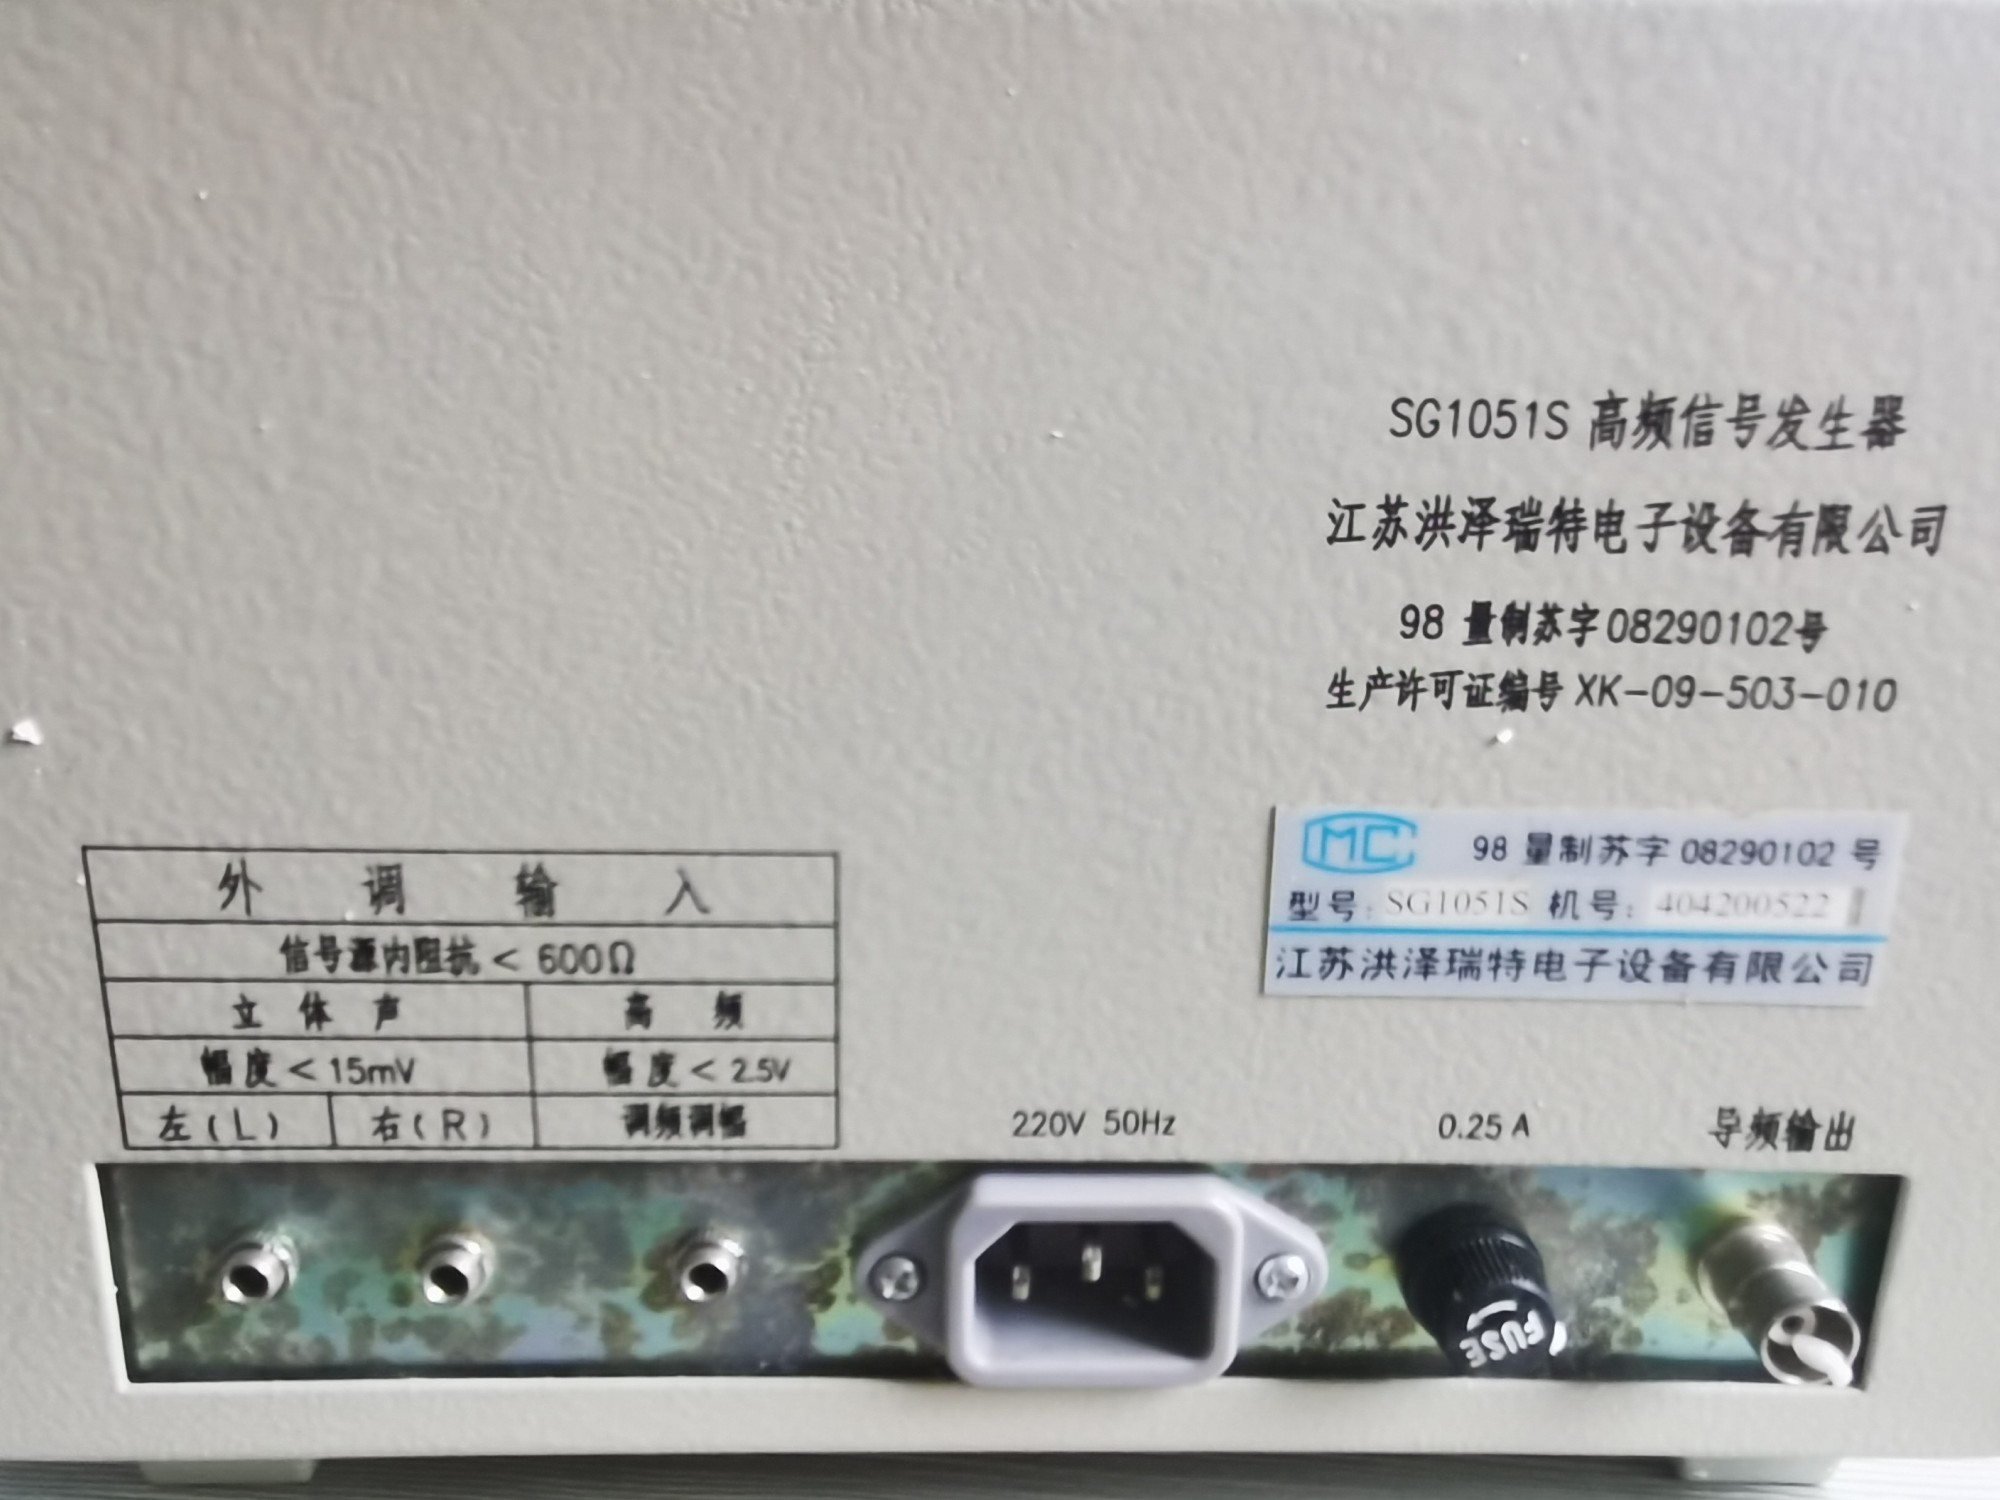 SG1051S 高频信号发生器
江苏洪泽瑞特电子设备有限公司
98 量制苏字08290102号
生产许可证编号 XK-09-503-010
CMC 98 量制苏字 08290102 号
型号: SG1051S 机号: 404200522
江苏洪泽瑞特电子设备有限公司
外 调 输 入
信号源内阻抗 < 600Ω
立 体 声 高 频
幅度 < 15mV 幅度 < 2.5V
左(L) 右(R) 调频调幅
220V 50Hz 0.25A 导频输出
FUSE